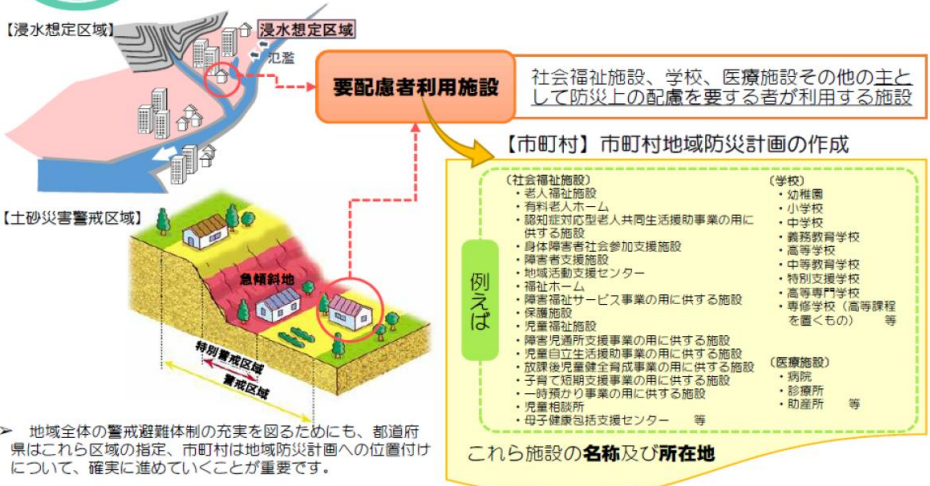 【浸水想定区域】
浸水想定区域
氾濫
要配慮者利用施設
社会福祉施設、学校、医療施設その他の主と
して防災上の配慮を要する者が利用する施設
【市町村】市町村地域防災計画の作成
【土砂災害警戒区域】
急傾斜地
特別警戒区域
警戒区域
例えば
(社会福祉施設)
・老人福祉施設
・有料老人ホーム
・認知症対応型老人共同生活援助事業の用に
供する施設
・身体障害者社会参加支援施設
・障害者支援施設
・地域活動支援センター
・福祉ホーム
・障害福祉サービス事業の用に供する施設
・保護施設
・児童福祉施設
・障害児通所支援事業の用に供する施設
・児童自立生活援助事業の用に供する施設
・放課後児童健全育成事業の用に供する施設
・子育て短期支援事業の用に供する施設
・一時預かり事業の用に供する施設
・児童相談所
・母子健康包括支援センター 等
(学校)
・幼稚園
・小学校
・中学校
・義務教育学校
・高等学校
・中等教育学校
・特別支援学校
・高等専門学校
・専修学校(高等課程
を置くもの) 等
(医療施設)
・病院
・診療所
・助産所 等
➢ 地域全体の警戒避難体制の充実を図るためにも、都道府
県はこれら区域の指定、市町村は地域防災計画への位置付け
について、確実に進めていくことが重要です。
これら施設の名称及び所在地